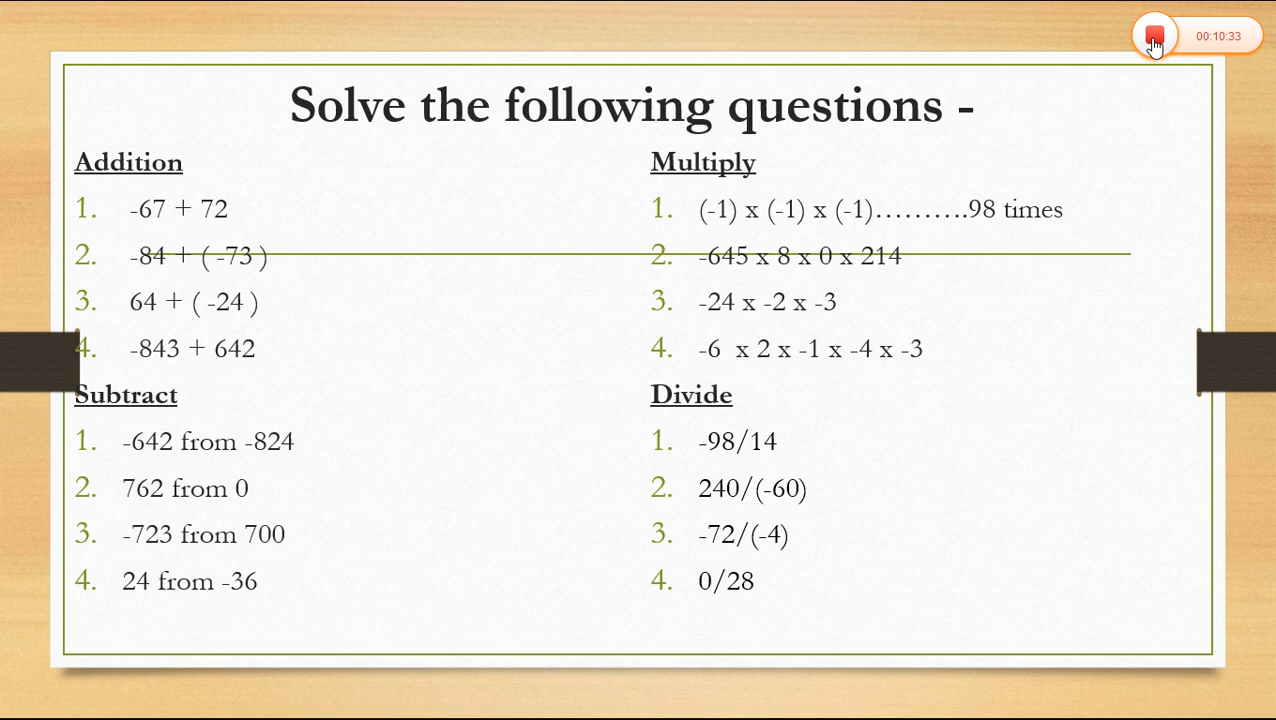 00:10:33
Solve the following questions -
Addition
1. -67 + 72
2. -84 + ( -73 )
3. 64 + ( -24 )
4. -843 + 642
Subtract
1. -642 from -824
2. 762 from 0
3. -723 from 700
4. 24 from -36
Multiply
1. (-1) x (-1) x (-1)..........98 times
2. -645 x 8 x 0 x 214
3. -24 x -2 x -3
4. -6 x 2 x -1 x -4 x -3
Divide
1. -98/14
2. 240/(-60)
3. -72/(-4)
4. 0/28